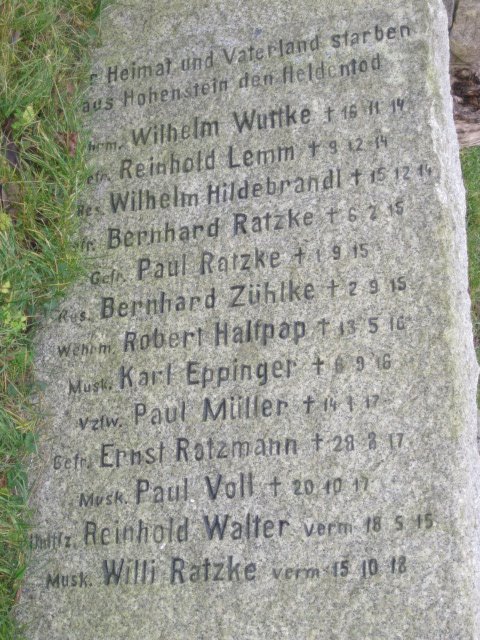 r Heimat und Vaterland starben
aus Hohenstein den Heldentod
hrm. Wilhelm Wuttke † 16 11 14
Reinhold Lemm † 9 12 14
Res. Wilhelm Hildebrandl † 15 12 14
Bernhard Ratzke † 6 2 15
Gefr. Paul Ratzke † 1 9 15
Res. Bernhard Zühlke † 2 9 15
Wehrm. Robert Halfpap † 13 5 16
Musk. Karl Eppinger † 6 9 16
Vzfw. Paul Müller † 14 1 17
Gefr. Ernst Ratzmann † 28 8 17
Musk. Paul Voll † 20 10 17
Reinhold Walter verm 18 5 15
Musk. Willi Ratzke verm 15 10 18